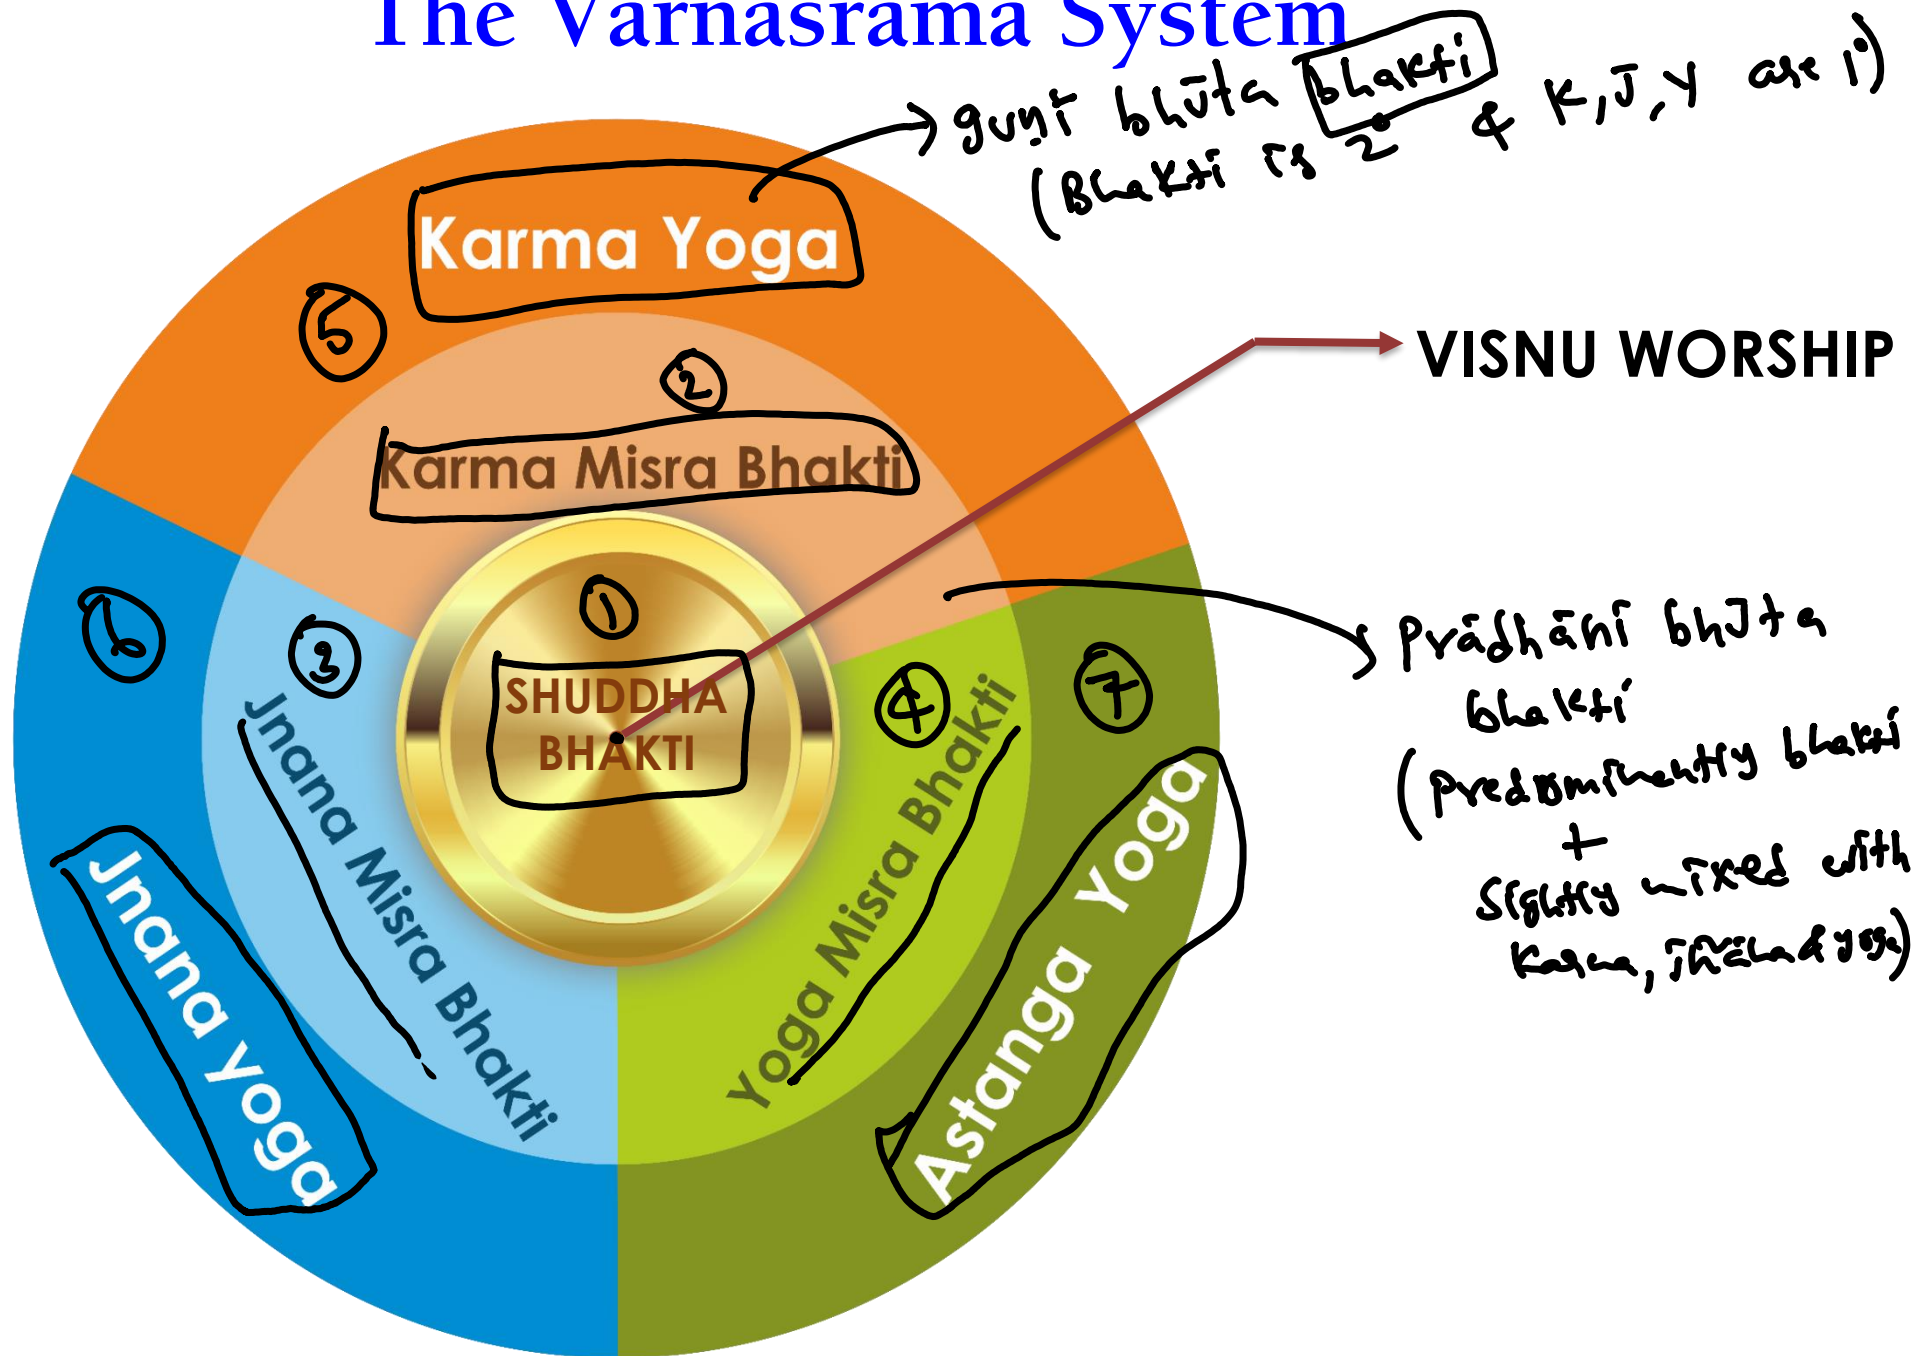 The Varnasrama System
→ guṇī bhūta bhakti
(Bhakti is 2° & K, J, Y are 1°)
Karma Yoga
5
VISNU WORSHIP
2
Karma Misra Bhakti
1
6
3
SHUDDHA
BHAKTI
4
7
Prādhānī bhūta
bhakti
(Predominently bhakti
+
Slightly mixed with
Karma, jñāna & yoga)
Jnana Misra Bhakti
Yoga Misra Bhakti
Jnana yoga
Astanga Yoga